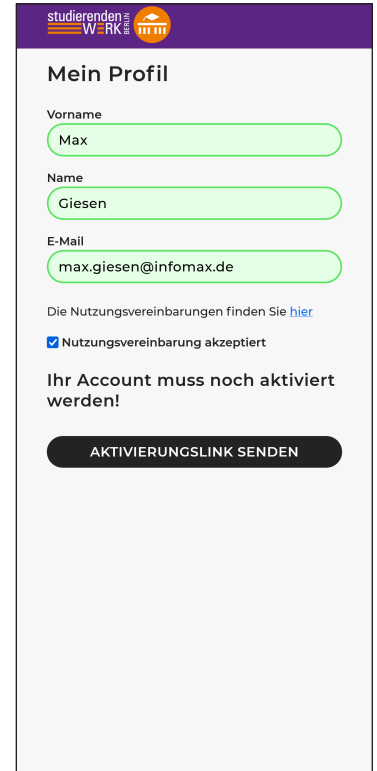 studierenden
WERK BERLIN
Mein Profil
Vorname
Max
Name
Giesen
E-Mail
max.giesen@infomax.de
Die Nutzungsvereinbarungen finden Sie hier
Nutzungsvereinbarung akzeptiert
Ihr Account muss noch aktiviert
werden!
AKTIVIERUNGSLINK SENDEN